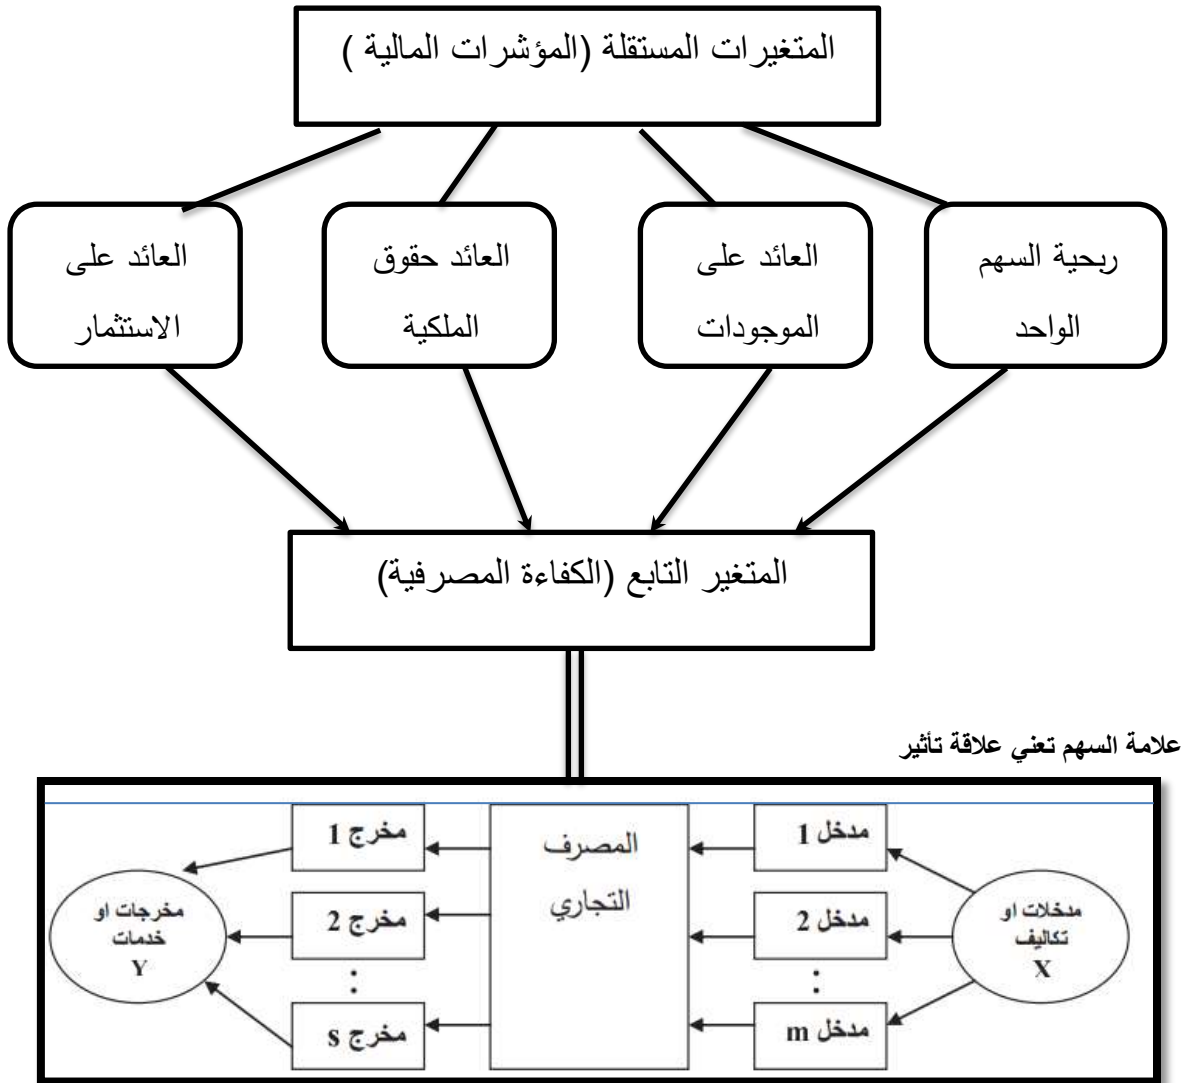 المتغيرات المستقلة (المؤشرات المالية )
ربحية السهم
الواحد
العائد على
الموجودات
العائد حقوق
الملكية
العائد على
الاستثمار
المتغير التابع (الكفاءة المصرفية)
علامة السهم تعني علاقة تأثير
مدخلات او
تكاليف
X
مدخل 1
مدخل 2
:
مدخل m
المصرف
التجاري
مخرج 1
مخرج 2
:
مخرج s
مخرجات او
خدمات
Y